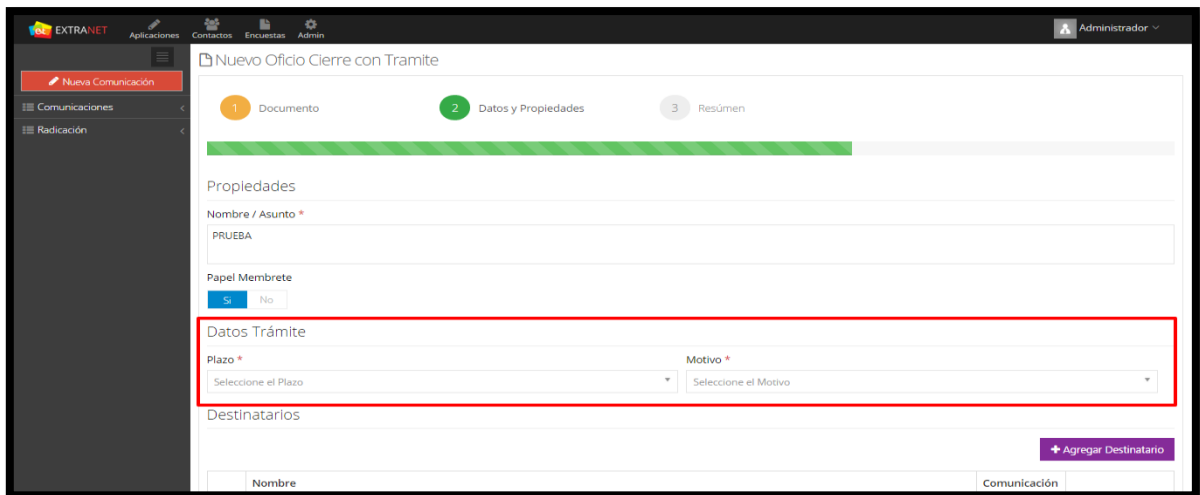 EXTRANET Aplicaciones Contactos Encuestas Admin Administrador
Nuevo Oficio Cierre con Tramite
Nueva Comunicación
Comunicaciones
Radicación
1 Documento 2 Datos y Propiedades 3 Resúmen
Propiedades
Nombre / Asunto *
PRUEBA
Papel Membrete
Si No
Datos Trámite
Plazo * Motivo *
Seleccione el Plazo Seleccione el Motivo
Destinatarios
+ Agregar Destinatario
Nombre Comunicación